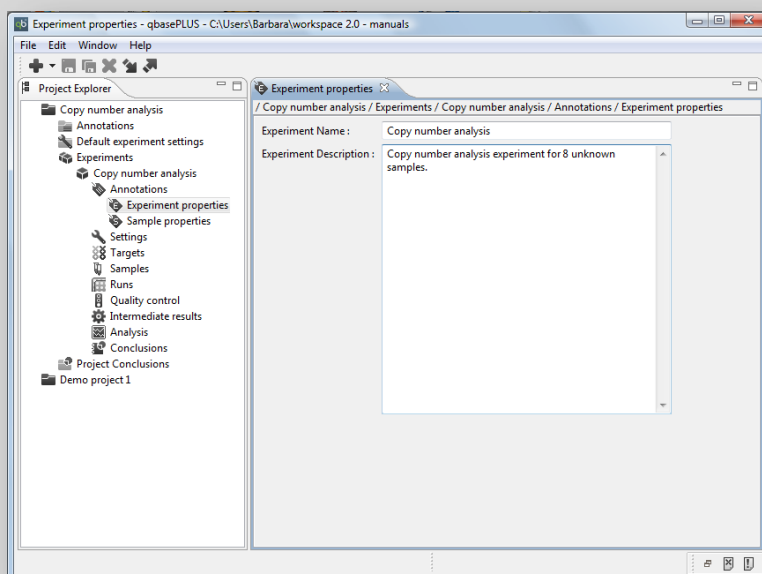 Experiment properties - qbasePLUS - C:\Users\Barbara\workspace 2.0 - manuals
File Edit Window Help
Project Explorer
Copy number analysis
Annotations
Default experiment settings
Experiments
Copy number analysis
Annotations
Experiment properties
Sample properties
Settings
Targets
Samples
Runs
Quality control
Intermediate results
Analysis
Conclusions
Project Conclusions
Demo project 1
Experiment properties
/ Copy number analysis / Experiments / Copy number analysis / Annotations / Experiment properties
Experiment Name : Copy number analysis
Experiment Description : Copy number analysis experiment for 8 unknown
samples.